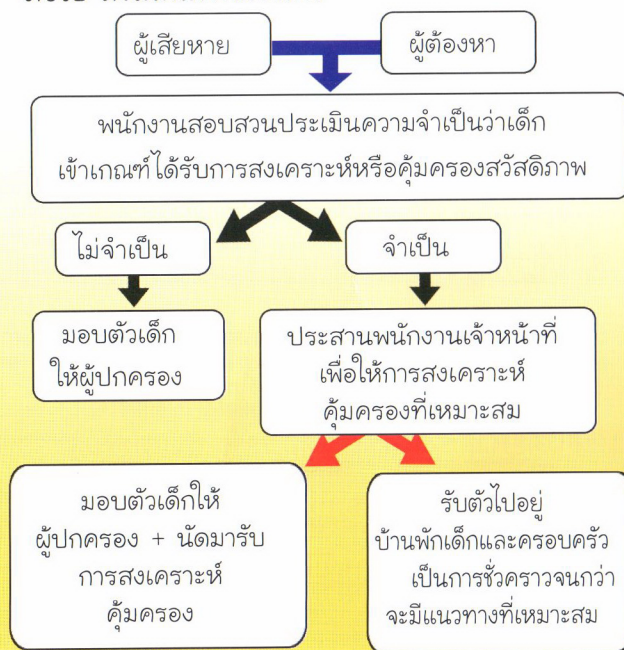 ผู้เสียหาย
ผู้ต้องหา
พนักงานสอบสวนประเมินความจำเป็นว่าเด็ก
เข้าเกณฑ์ได้รับการสงเคราะห์หรือคุ้มครองสวัสดิภาพ
ไม่จำเป็น
จำเป็น
มอบตัวเด็ก
ให้ผู้ปกครอง
ประสานพนักงานเจ้าหน้าที่
เพื่อให้การสงเคราะห์
คุ้มครองที่เหมาะสม
มอบตัวเด็กให้
ผู้ปกครอง + นัดมารับ
การสงเคราะห์
คุ้มครอง
รับตัวไปอยู่
บ้านพักเด็กและครอบครัว
เป็นการชั่วคราวจนกว่า
จะมีแนวทางที่เหมาะสม